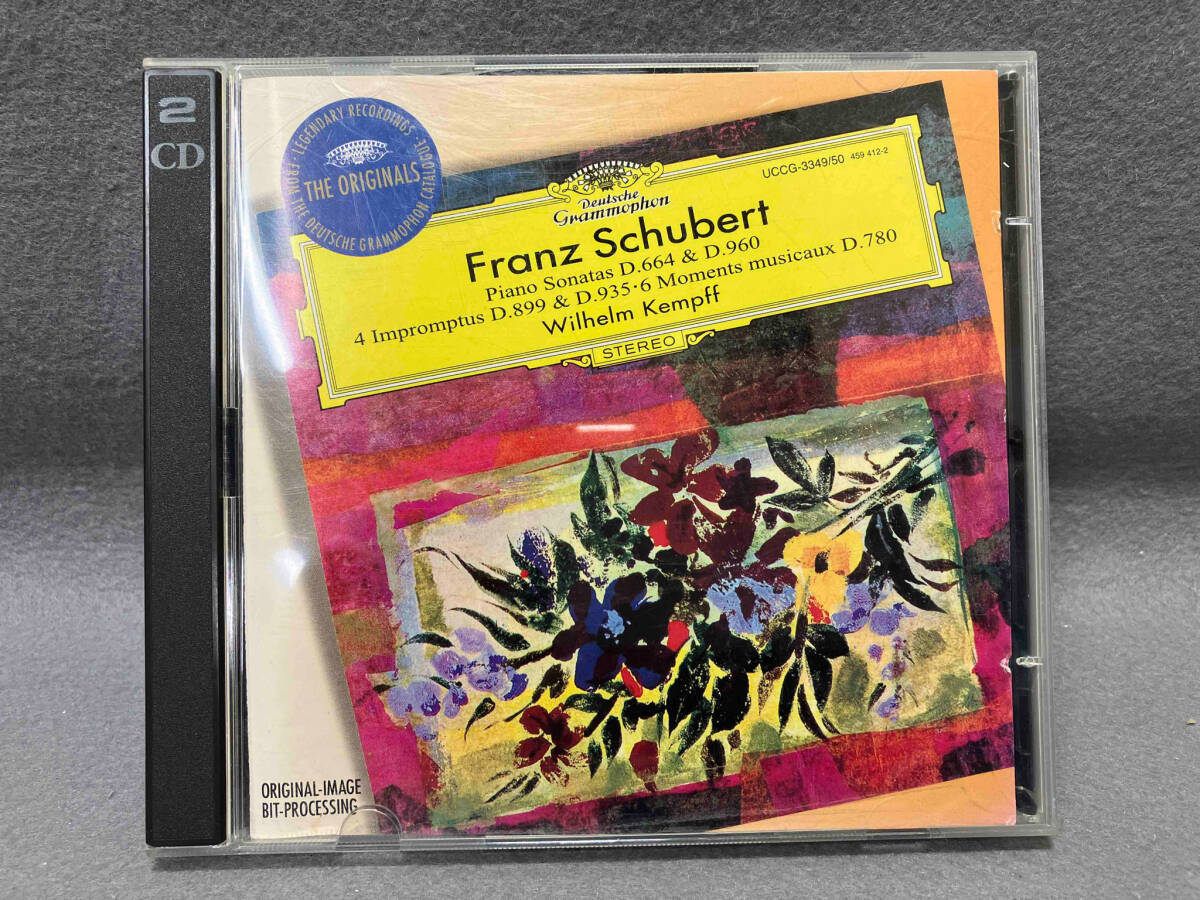 2
CD
· LEGENDARY RECORDINGS ·
FROM THE DEUTSCHE GRAMMOPHON CATALOGUE
THE ORIGINALS
UCCG-3349/50 459 412-2
Deutsche
Grammophon
Franz Schubert
Piano Sonatas D.664 & D.960
4 Impromptus D.899 & D.935·6 Moments musicaux D.780
Wilhelm Kempff
STEREO
ORIGINAL-IMAGE
BIT-PROCESSING